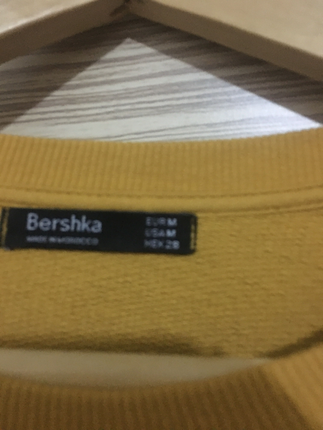 Bershka
MADE IN MOROCCO
EUR M
USA M
MEX 28